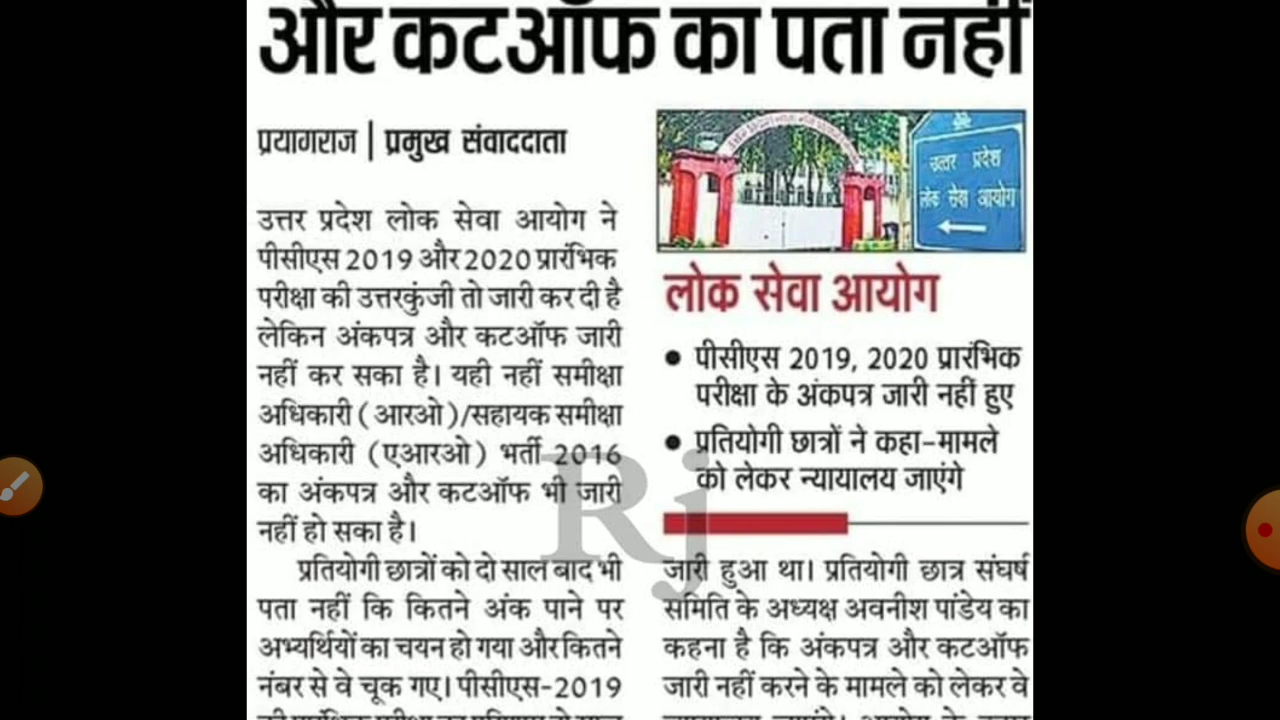 और कटऑफ का पता नहीं
प्रयागराज | प्रमुख संवाददाता
उत्तर प्रदेश लोक सेवा आयोग ने
पीसीएस 2019 और 2020 प्रारंभिक
परीक्षा की उत्तरकुंजी तो जारी कर दी है
लेकिन अंकपत्र और कटऑफ जारी
नहीं कर सका है। यही नहीं समीक्षा
अधिकारी (आरओ)/सहायक समीक्षा
अधिकारी (एआरओ) भर्ती 2016
का अंकपत्र और कटऑफ भी जारी
नहीं हो सका है।
प्रतियोगी छात्रों को दो साल बाद भी
पता नहीं कि कितने अंक पाने पर
अभ्यर्थियों का चयन हो गया और कितने
नंबर से वे चूक गए। पीसीएस-2019
उत्तर प्रदेश
लोक सेवा आयोग
लोक सेवा आयोग
● पीसीएस 2019, 2020 प्रारंभिक
परीक्षा के अंकपत्र जारी नहीं हुए
● प्रतियोगी छात्रों ने कहा-मामले
को लेकर न्यायालय जाएंगे
जारी हुआ था। प्रतियोगी छात्र संघर्ष
समिति के अध्यक्ष अवनीश पांडेय का
कहना है कि अंकपत्र और कटऑफ
जारी नहीं करने के मामले को लेकर वे
Rj